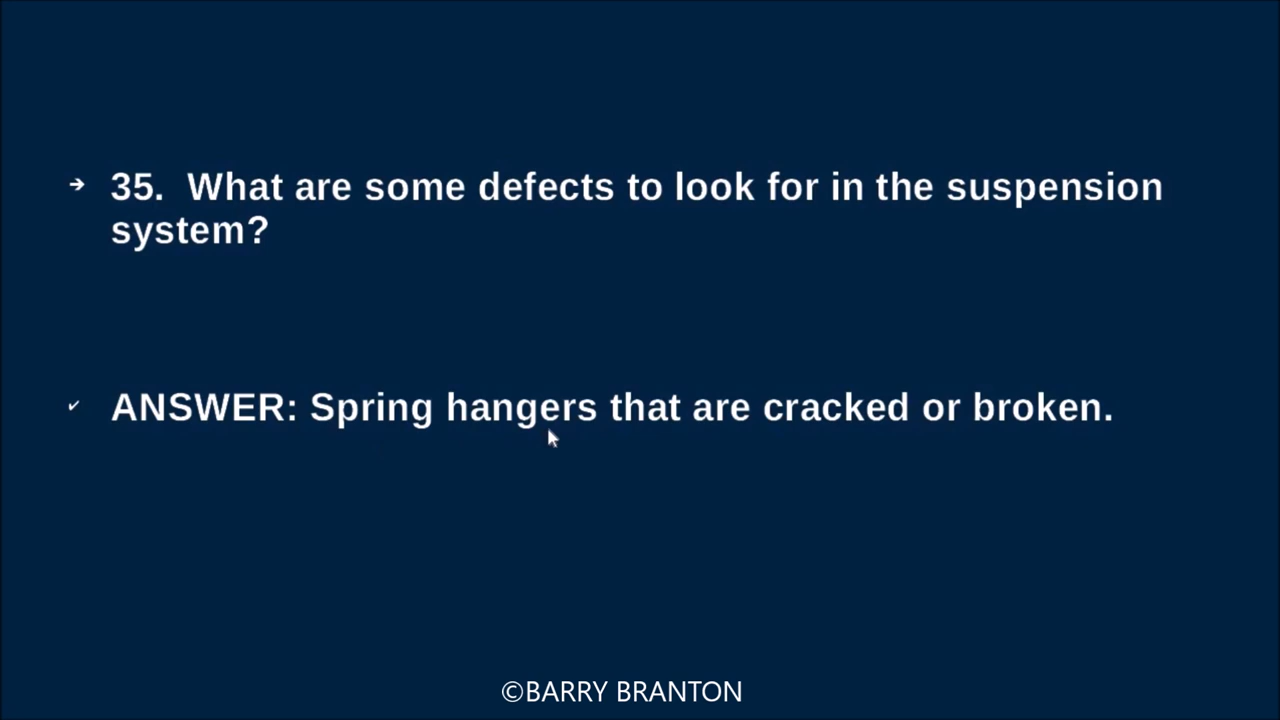 ➔ 35.  What are some defects to look for in the suspension
system?
✔ ANSWER: Spring hangers that are cracked or broken.
©BARRY BRANTON